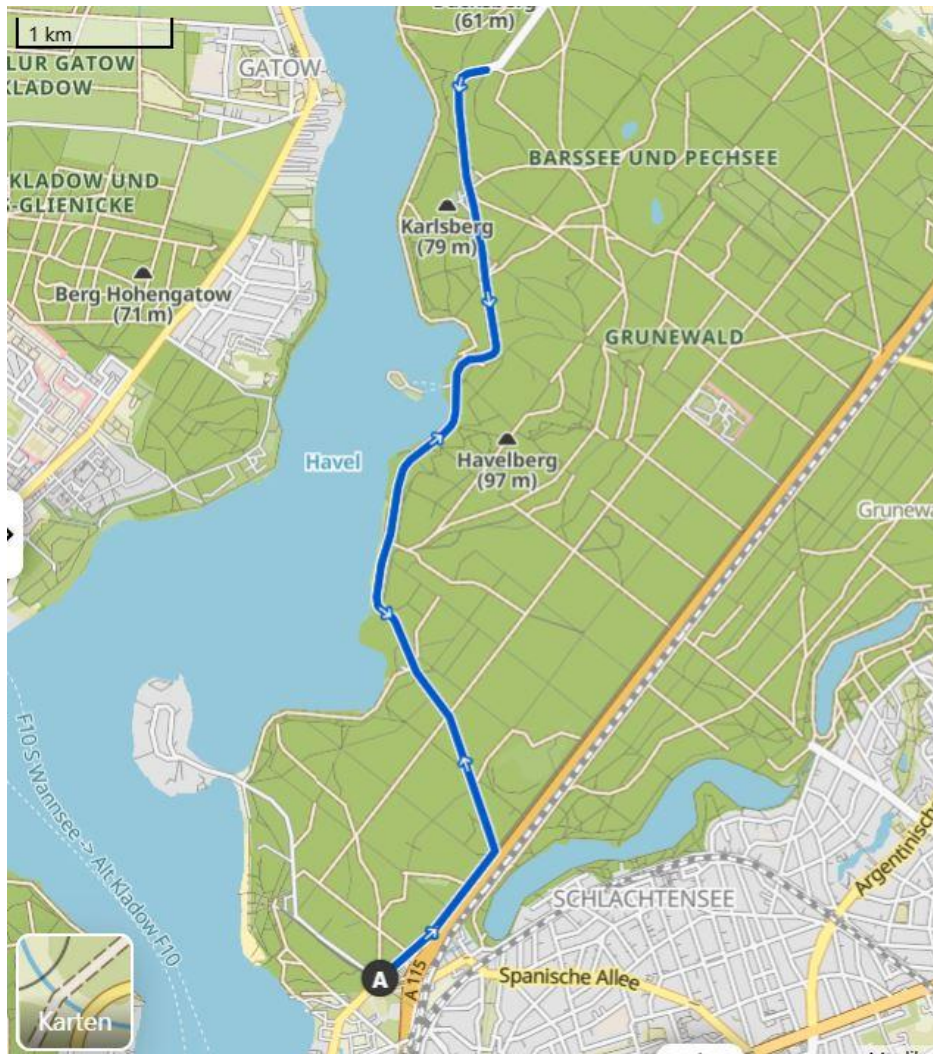 (61 m)
1 km
LUR GATOW
KLADOW
GATOW
BARSSEE UND PECHSEE
KLADOW UND
S-GLIENICKE
Karlsberg
(79 m)
Berg Hohengatow
(71 m)
GRUNEWALD
Havel
Havelberg
(97 m)
Grunewa
F10 S Wannsee -> Alt Kladow F10
Argentinisch
SCHLACHTENSEE
A
A 115
Spanische Allee
Karten